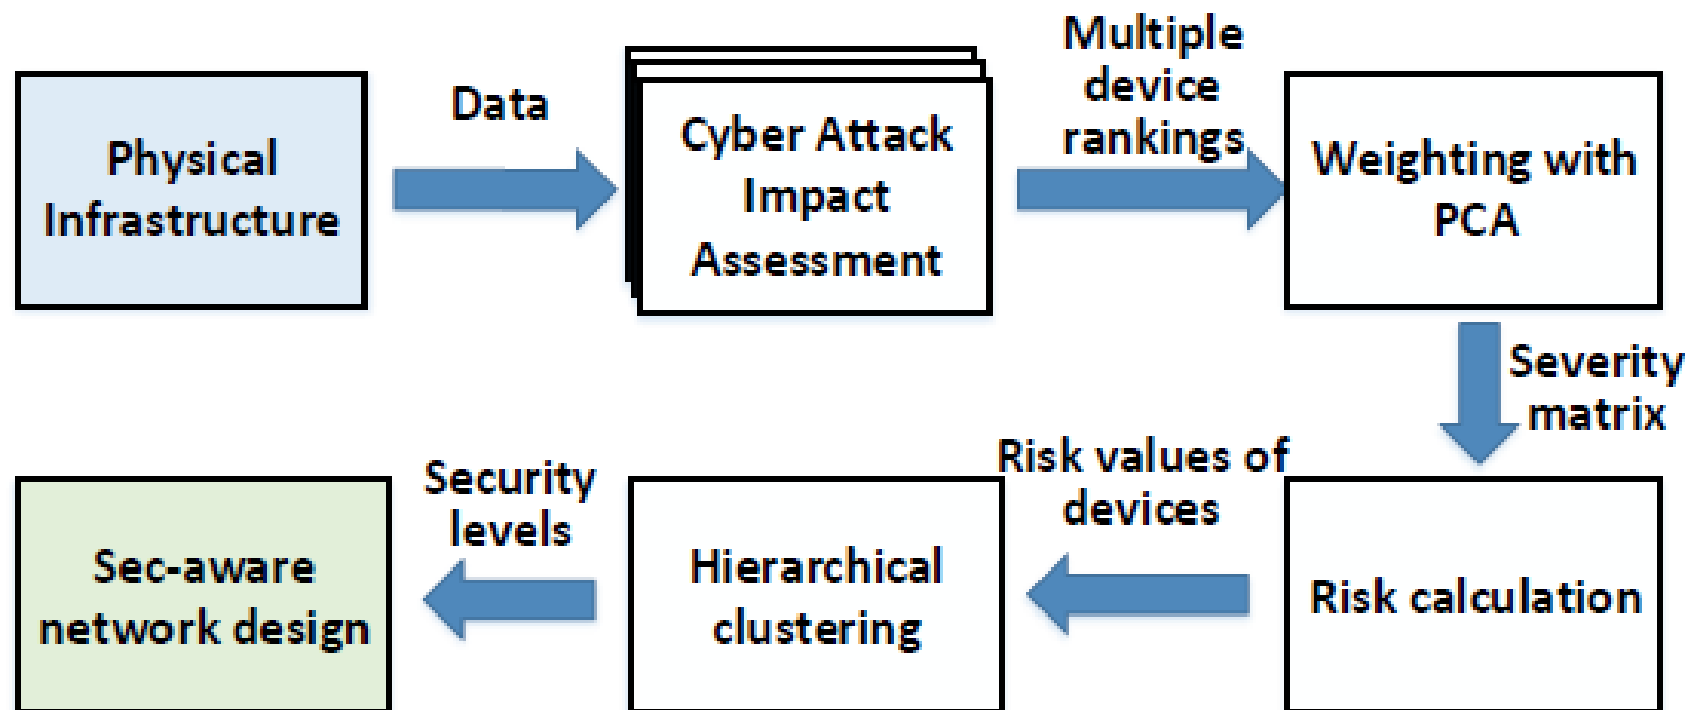 Physical
Infrastructure
Data
Cyber Attack
Impact
Assessment
Multiple
device
rankings
Weighting with
PCA
Severity
matrix
Risk calculation
Risk values of
devices
Hierarchical
clustering
Security
levels
Sec-aware
network design